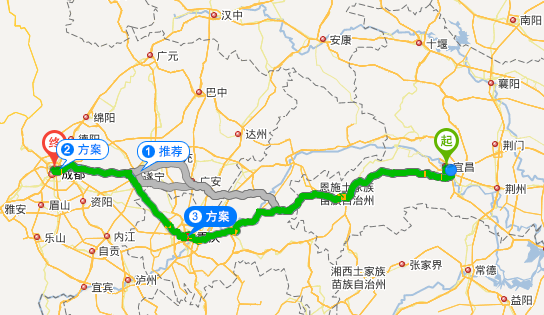 汉中
南阳
安康
十堰
广元
巴中
襄阳
绵阳
达州
起
荆门
终
德阳
2 方案
1 推荐
宜昌
成都
遂宁
广安
恩施土家族
苗族自治州
荆州
雅安
眉山
资阳
3 方案
重庆
乐山
内江
自贡
张家界
湘西土家族
苗族自治州
常德
泸州
宜宾
益阳